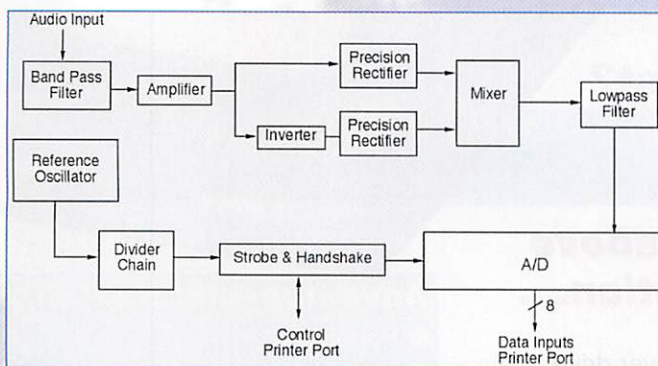 Audio Input
Band Pass
Filter
Amplifier
Precision
Rectifier
Inverter
Precision
Rectifier
Mixer
Lowpass
Filter
Reference
Oscillator
Divider
Chain
Strobe & Handshake
A/D
Control
Printer Port
8
Data Inputs
Printer Port